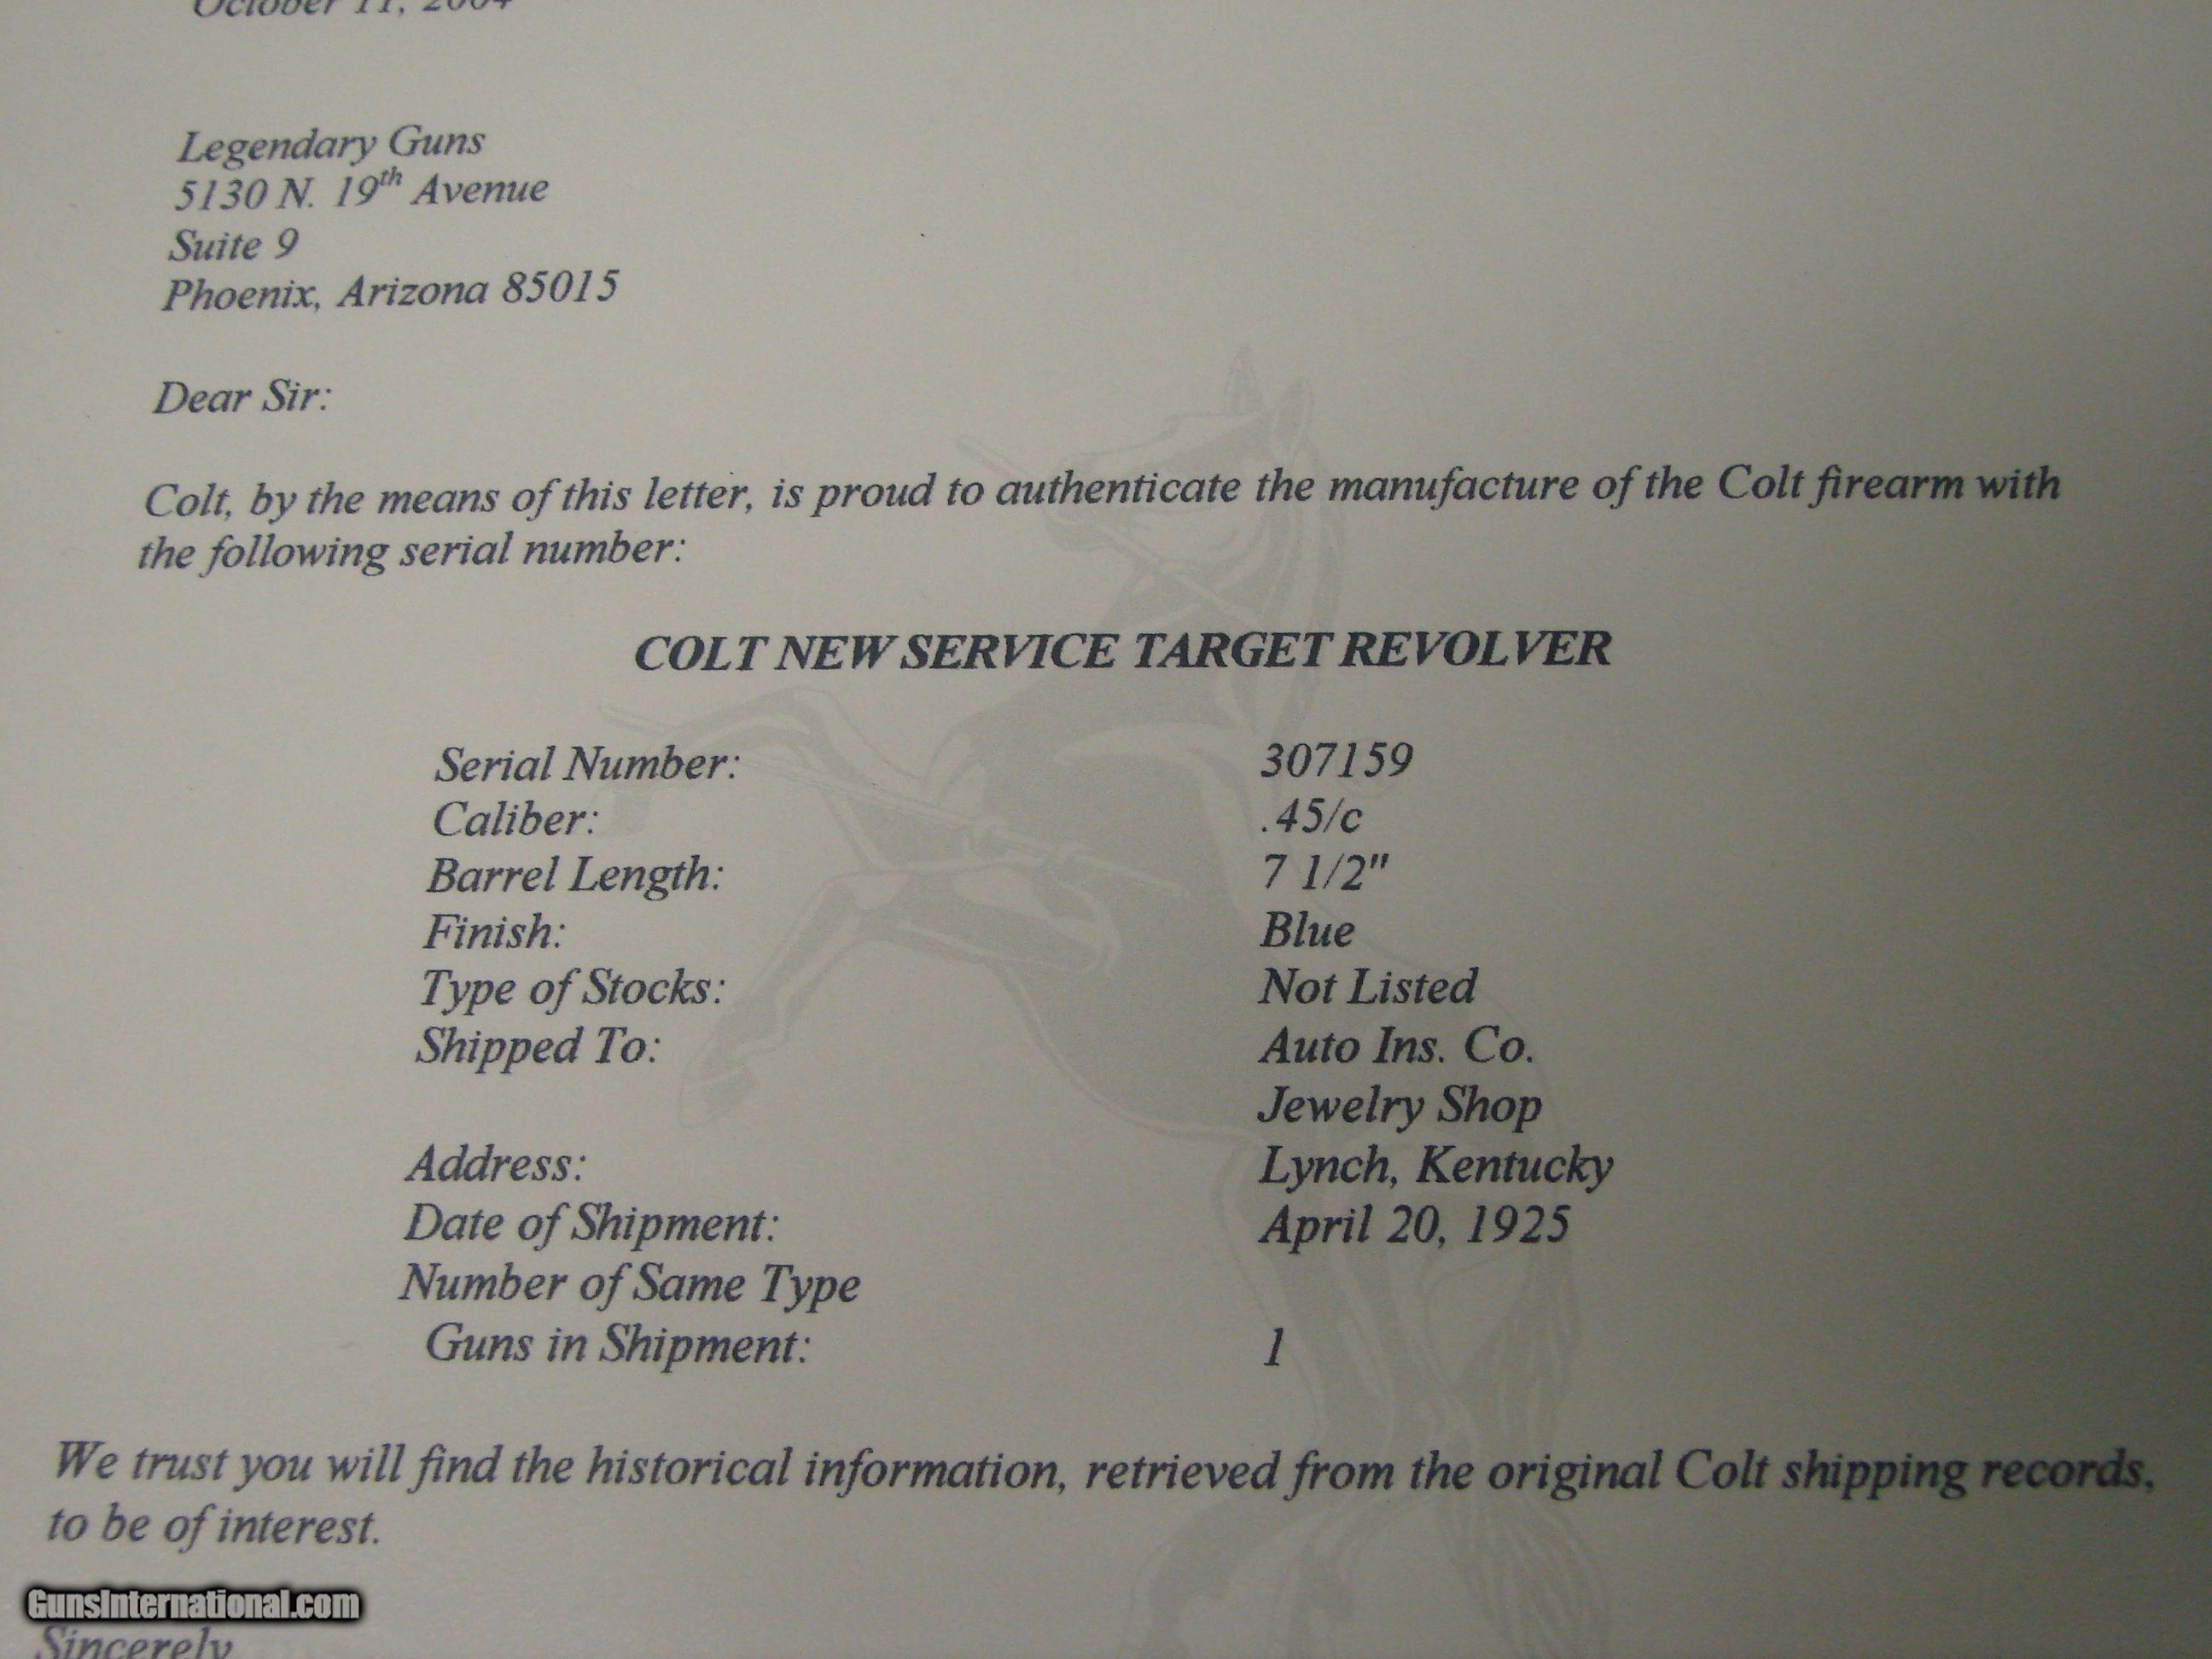 October 11, 2004
Legendary Guns
5130 N. 19th Avenue
Suite 9
Phoenix, Arizona 85015
Dear Sir:
Colt, by the means of this letter, is proud to authenticate the manufacture of the Colt firearm with
the following serial number:
COLT NEW SERVICE TARGET REVOLVER
Serial Number: 307159
Caliber: .45/c
Barrel Length: 7 1/2"
Finish: Blue
Type of Stocks: Not Listed
Shipped To: Auto Ins. Co.
Jewelry Shop
Address: Lynch, Kentucky
Date of Shipment: April 20, 1925
Number of Same Type
Guns in Shipment: 1
We trust you will find the historical information, retrieved from the original Colt shipping records,
to be of interest.
GunsInternational.com
Sincerely